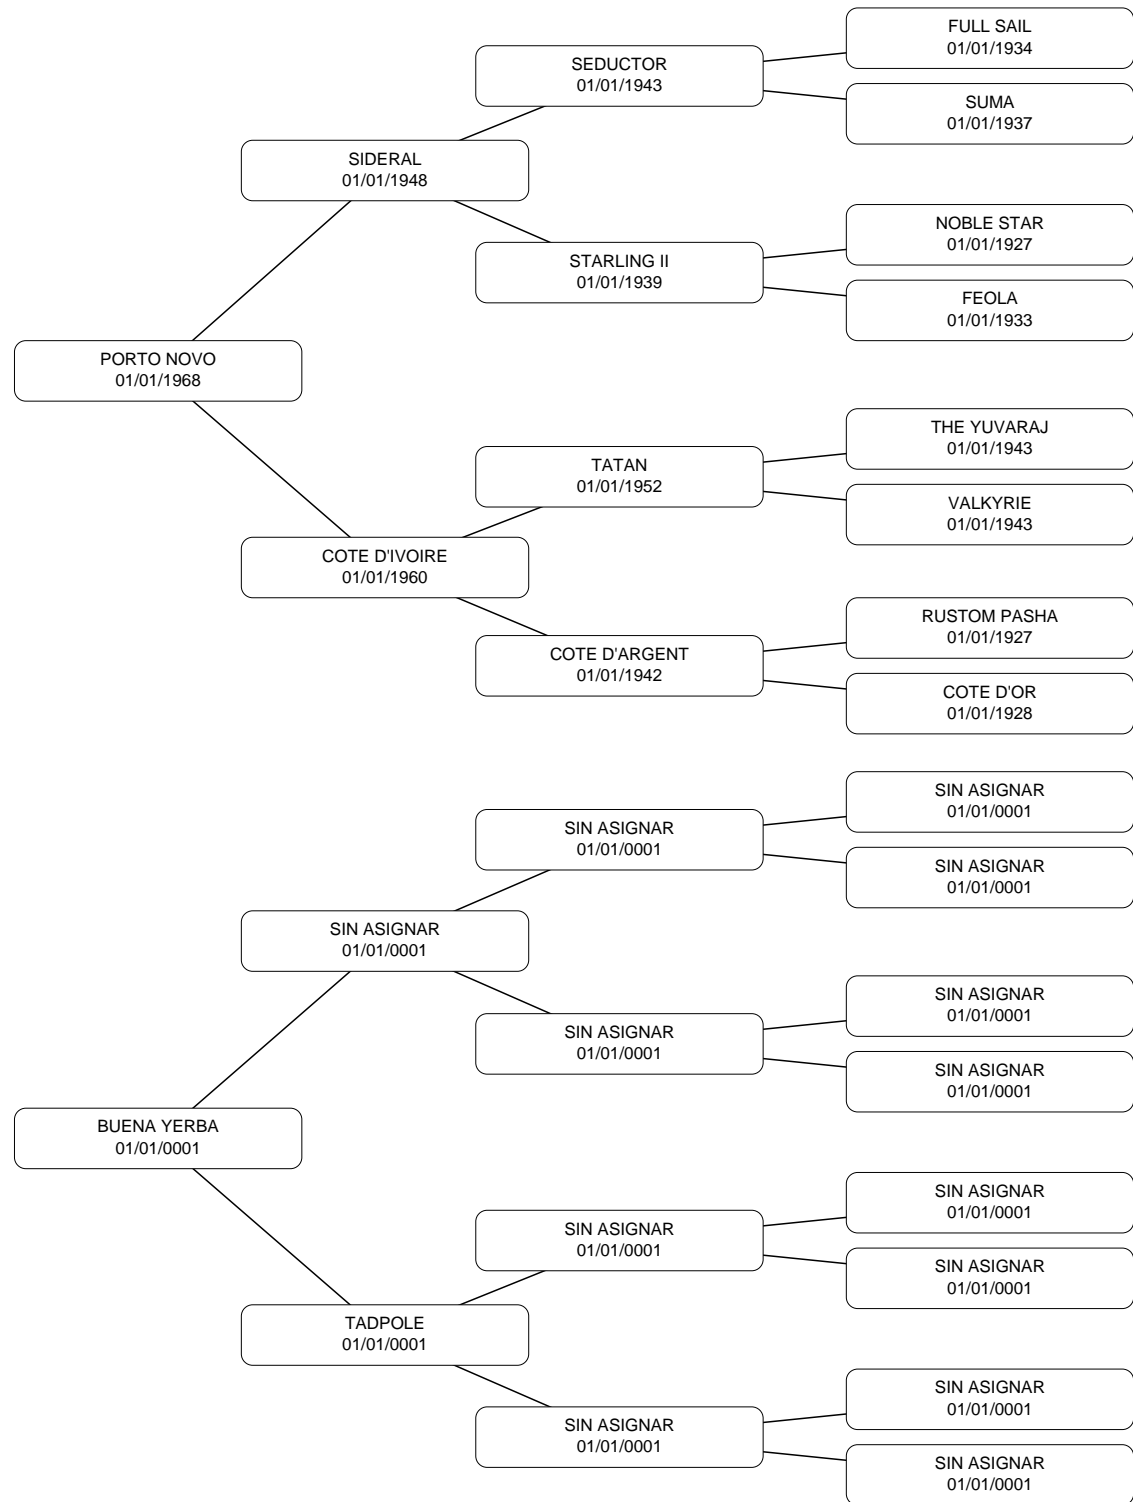 FULL SAIL
01/01/1934
SEDUCTOR
01/01/1943
SUMA
01/01/1937
SIDERAL
01/01/1948
NOBLE STAR
01/01/1927
STARLING II
01/01/1939
FEOLA
01/01/1933
PORTO NOVO
01/01/1968
THE YUVARAJ
01/01/1943
TATAN
01/01/1952
VALKYRIE
01/01/1943
COTE D'IVOIRE
01/01/1960
RUSTOM PASHA
01/01/1927
COTE D'ARGENT
01/01/1942
COTE D'OR
01/01/1928
SIN ASIGNAR
01/01/0001
SIN ASIGNAR
01/01/0001
SIN ASIGNAR
01/01/0001
SIN ASIGNAR
01/01/0001
SIN ASIGNAR
01/01/0001
SIN ASIGNAR
01/01/0001
SIN ASIGNAR
01/01/0001
BUENA YERBA
01/01/0001
SIN ASIGNAR
01/01/0001
SIN ASIGNAR
01/01/0001
SIN ASIGNAR
01/01/0001
TADPOLE
01/01/0001
SIN ASIGNAR
01/01/0001
SIN ASIGNAR
01/01/0001
SIN ASIGNAR
01/01/0001